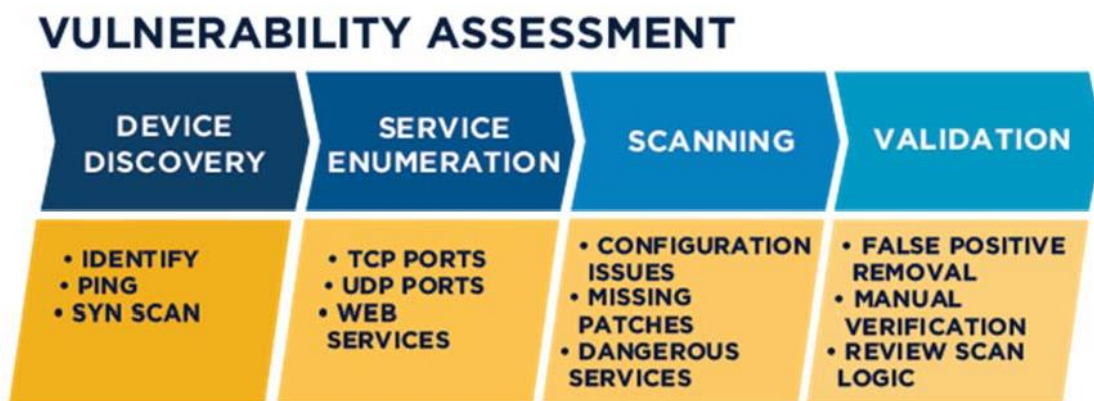 VULNERABILITY ASSESSMENT
DEVICE
DISCOVERY
SERVICE
ENUMERATION
SCANNING
VALIDATION
• IDENTIFY
• PING
• SYN SCAN
• TCP PORTS
• UDP PORTS
• WEB
SERVICES
• CONFIGURATION
ISSUES
• MISSING
PATCHES
• DANGEROUS
SERVICES
• FALSE POSITIVE
REMOVAL
• MANUAL
VERIFICATION
• REVIEW SCAN
LOGIC